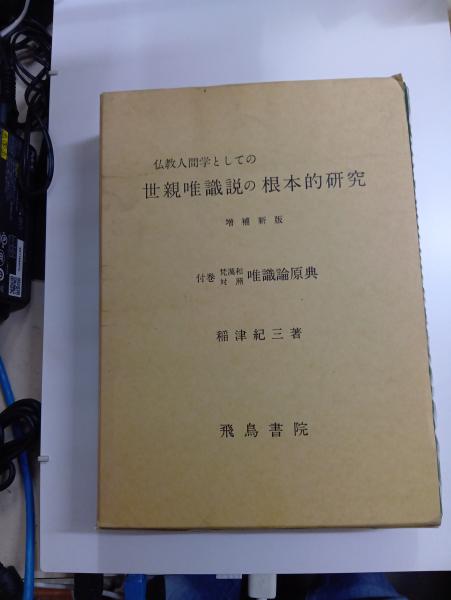 仏教人間学としての
世親唯識説の根本的研究
増補新版
付巻 梵漢和対照 唯識論原典
稲津紀三著
飛鳥書院